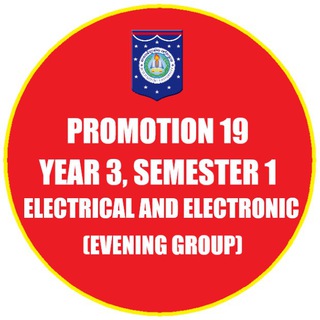 PROMOTION 19
YEAR 3, SEMESTER 1
ELECTRICAL AND ELECTRONIC
(EVENING GROUP)